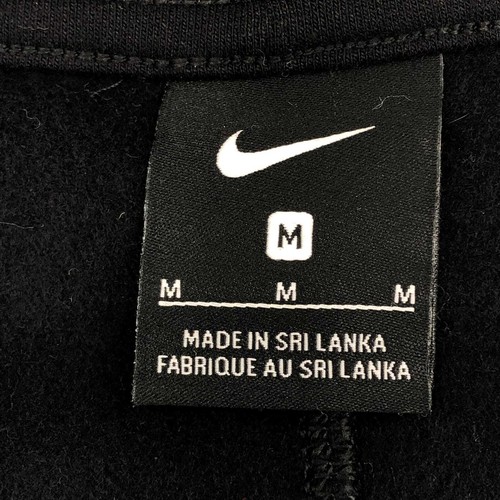 M
M M M
MADE IN SRI LANKA
FABRIQUE AU SRI LANKA